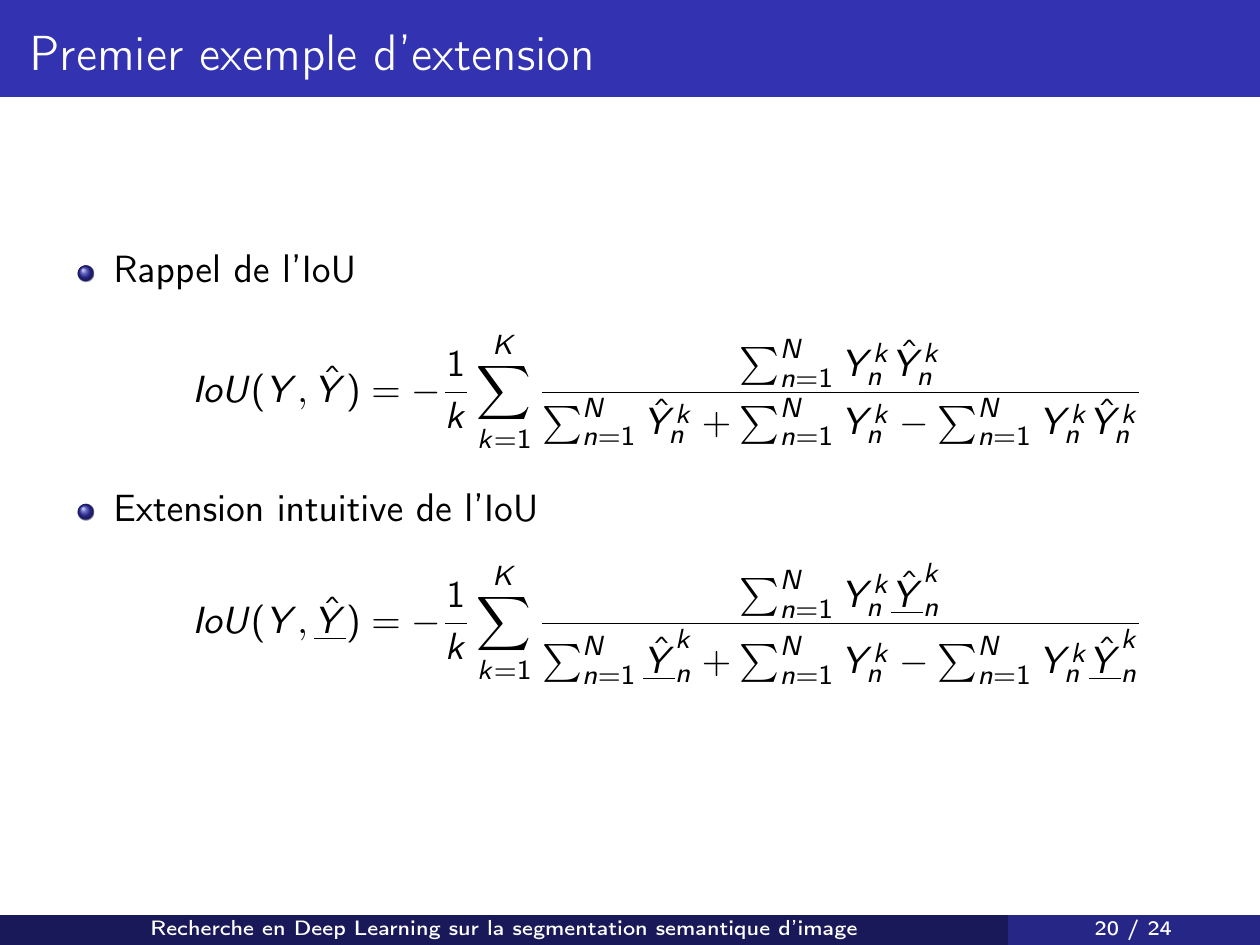 Premier exemple d'extension
Rappel de l'IoU
$IoU(Y, \hat{Y}) = -\frac{1}{k} \sum_{k=1}^{K} \frac{\sum_{n=1}^{N} Y_n^k \hat{Y}_n^k}{\sum_{n=1}^{N} \hat{Y}_n^k + \sum_{n=1}^{N} Y_n^k - \sum_{n=1}^{N} Y_n^k \hat{Y}_n^k}$
Extension intuitive de l'IoU
$IoU(Y, \underline{\hat{Y}}) = -\frac{1}{k} \sum_{k=1}^{K} \frac{\sum_{n=1}^{N} Y_n^k \underline{\hat{Y}}_n^k}{\sum_{n=1}^{N} \underline{\hat{Y}}_n^k + \sum_{n=1}^{N} Y_n^k - \sum_{n=1}^{N} Y_n^k \underline{\hat{Y}}_n^k}$
Recherche en Deep Learning sur la segmentation semantique d'image 20 / 24